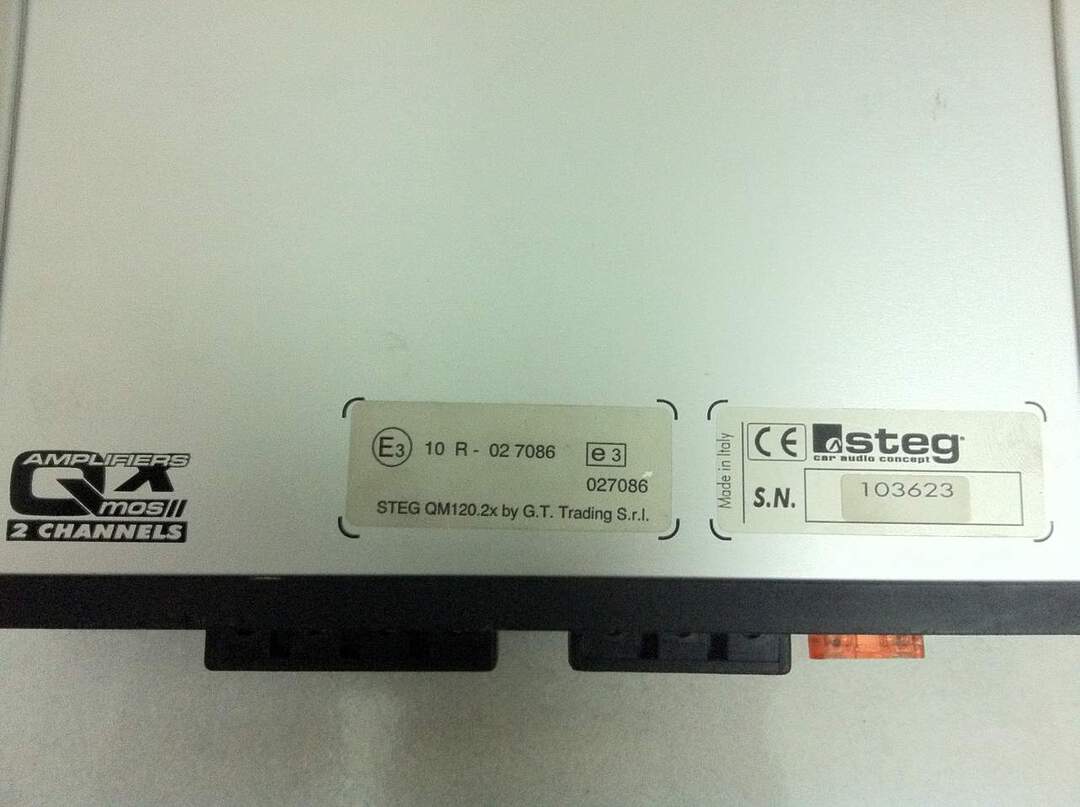 AMPLIFIERS
Q x
mos II
2 CHANNELS
E3 10 R - 02 7086 e 3
027086
STEG QM120.2x by G.T. Trading S.r.l.
Made in Italy
CE steg
car audio concept
S.N. 103623